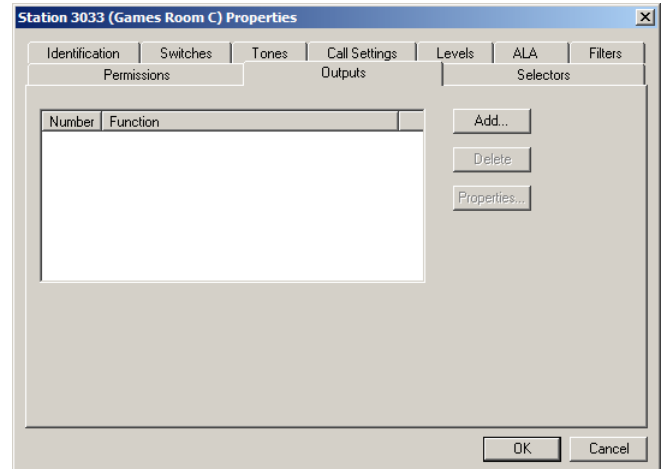 Station 3033 (Games Room C) Properties
Identification Switches Tones Call Settings Levels ALA Filters
Permissions Outputs Selectors
Number Function
Add...
Delete
Properties...
OK Cancel